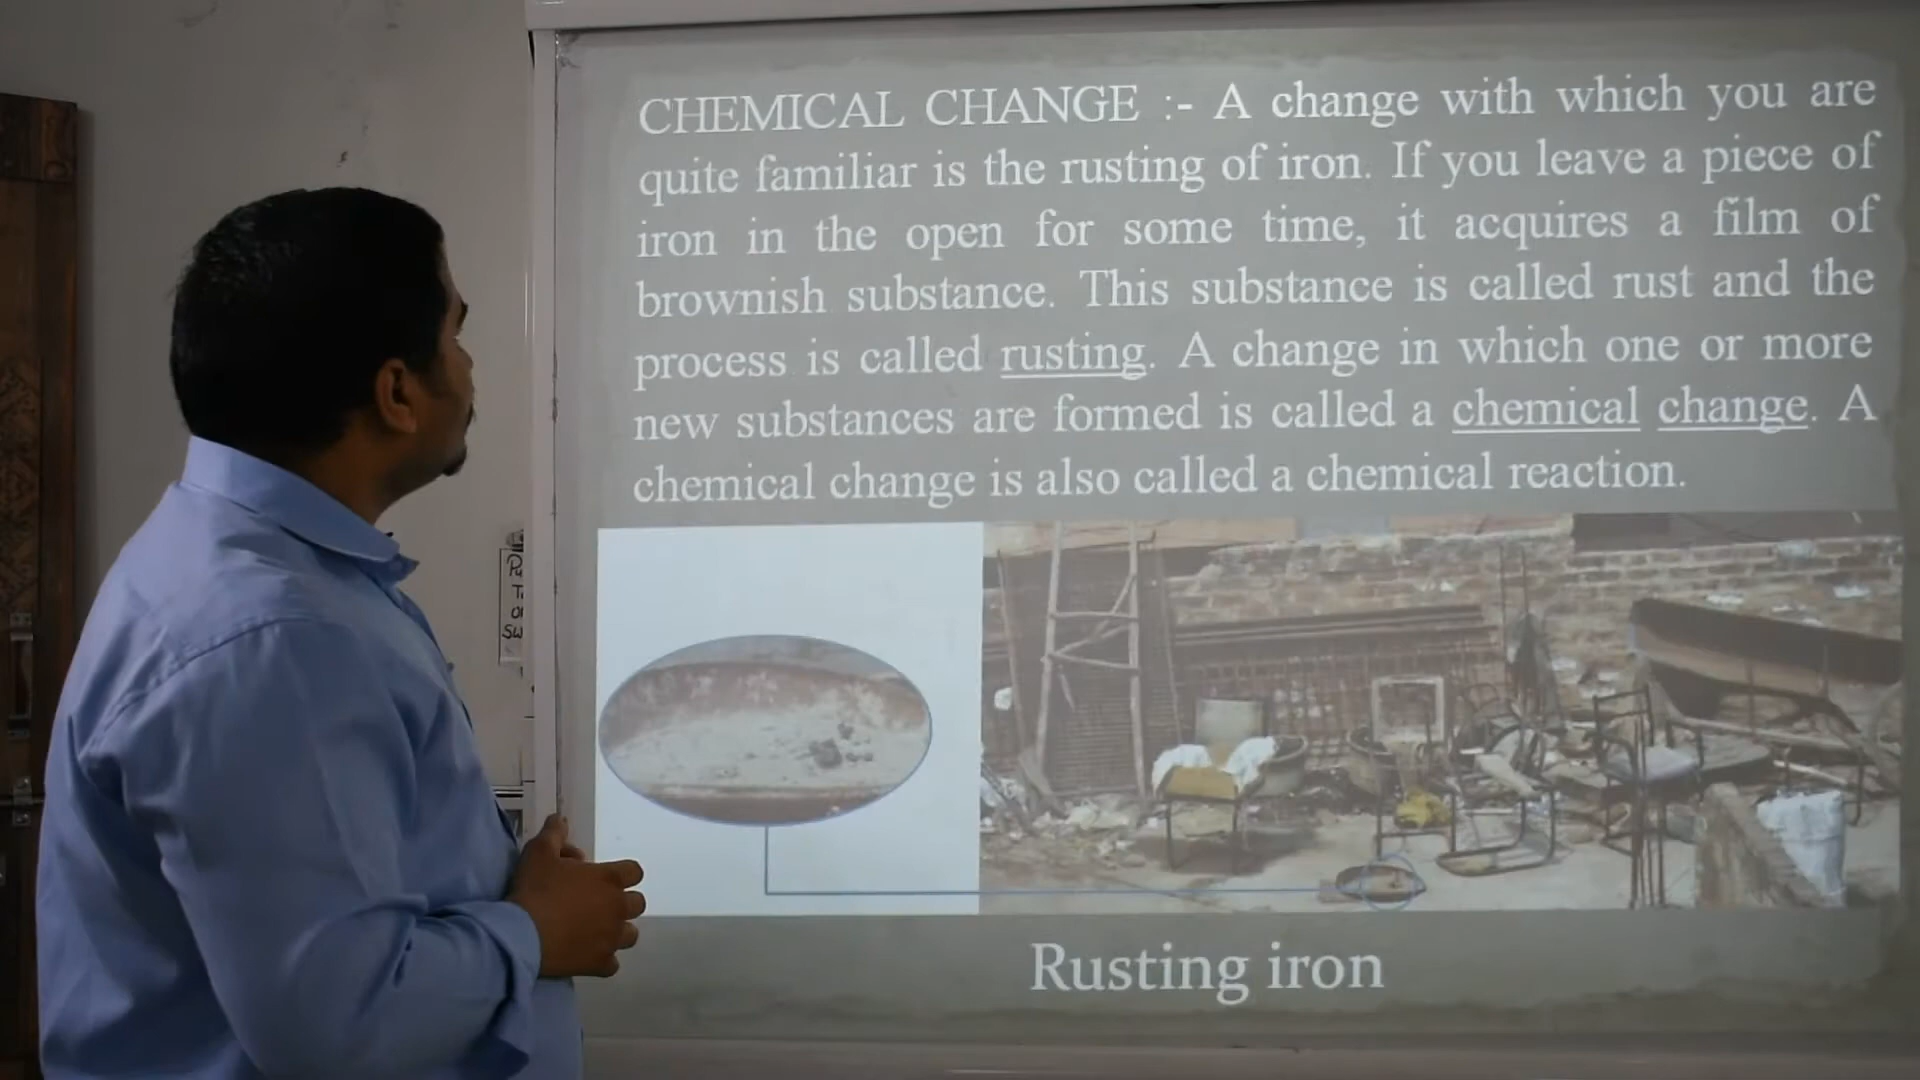 CHEMICAL CHANGE :- A change with which you are
quite familiar is the rusting of iron. If you leave a piece of
iron in the open for some time, it acquires a film of
brownish substance. This substance is called rust and the
process is called rusting. A change in which one or more
new substances are formed is called a chemical change. A
chemical change is also called a chemical reaction.
Rusting iron